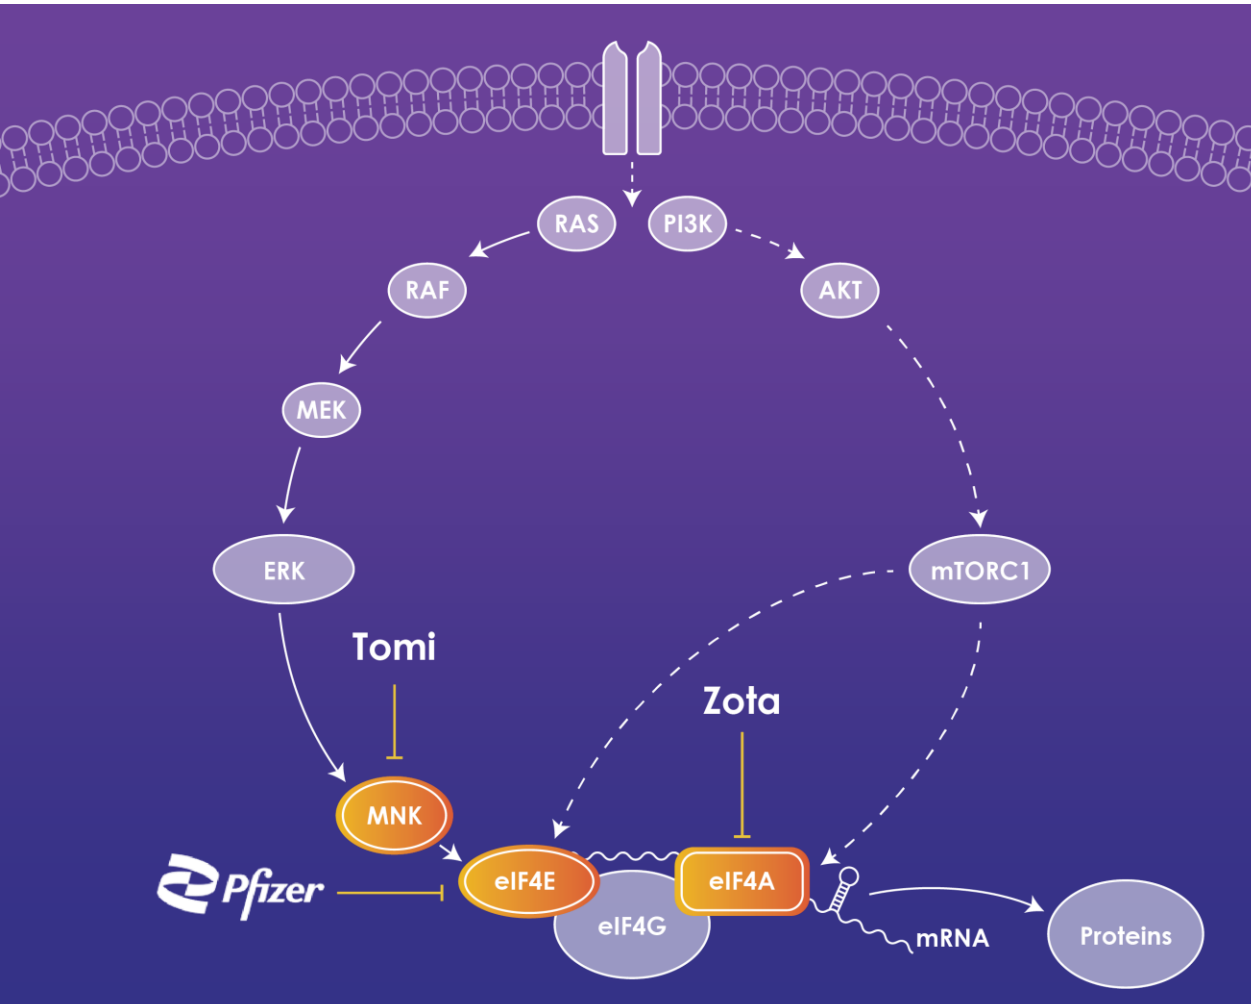 RAS
PI3K
RAF
AKT
MEK
ERK
mTORC1
Tomi
Zota
MNK
eIF4E
eIF4A
Pfizer
eIF4G
mRNA
Proteins